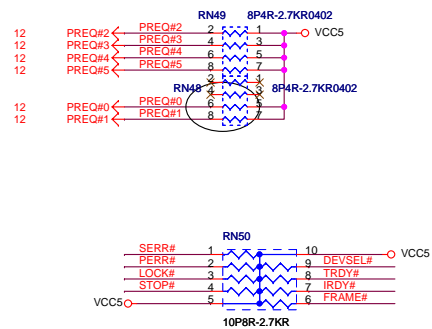 RN49 8P4R-2.7KR0402
12 PREQ#2 PREQ#2 2 1 VCC5
12 PREQ#3 PREQ#3 4 3
12 PREQ#4 PREQ#4 6 5
12 PREQ#5 PREQ#5 8 7
RN48 2 1 8P4R-2.7KR0402
4 3
12 PREQ#0 PREQ#0 6 5
12 PREQ#1 PREQ#1 8 7
RN50
SERR# 1 10 VCC5
PERR# 2 9 DEVSEL#
LOCK# 3 8 TRDY#
STOP# 4 7 IRDY#
VCC5 5 6 FRAME#
10P8R-2.7KR